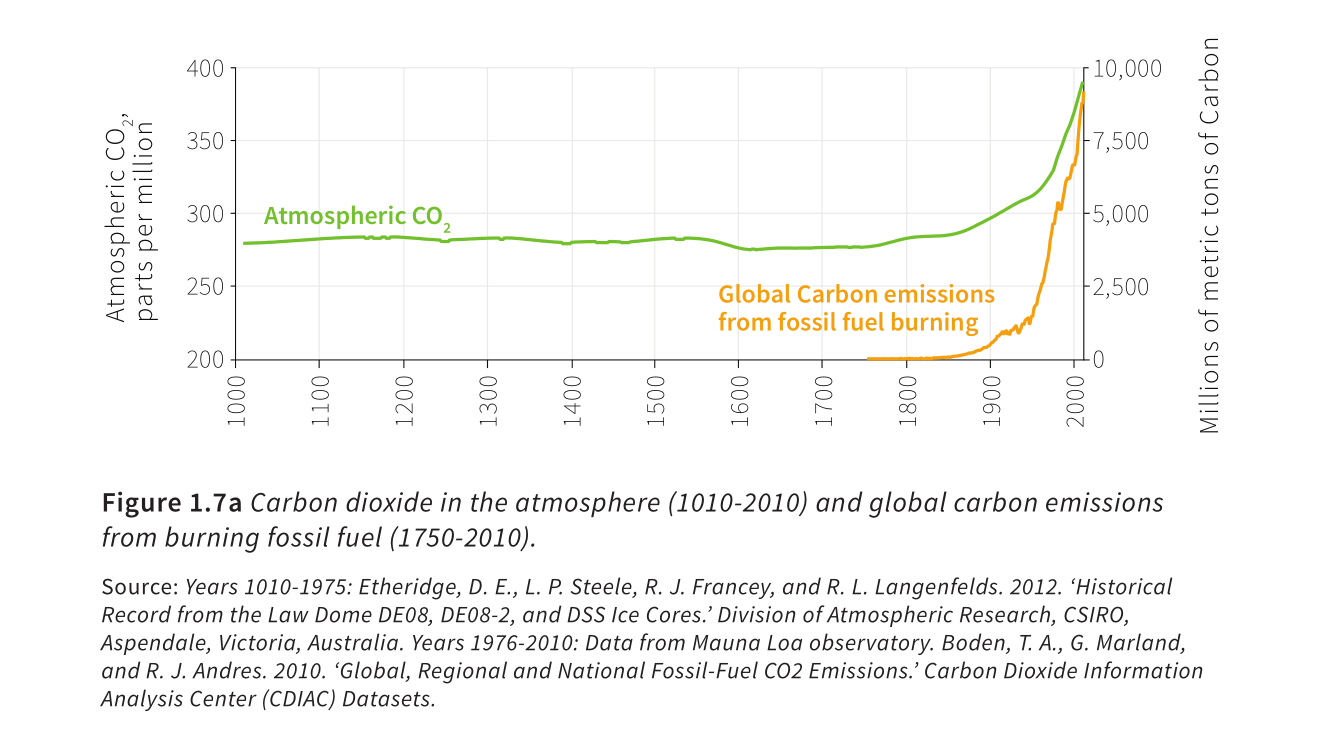 400
350
300
250
200
Atmospheric CO2,
parts per million
10,000
7,500
5,000
2,500
0
Millions of metric tons of Carbon
Atmospheric CO2
Global Carbon emissions
from fossil fuel burning
1000
1100
1200
1300
1400
1500
1600
1700
1800
1900
2000
Figure 1.7a Carbon dioxide in the atmosphere (1010-2010) and global carbon emissions
from burning fossil fuel (1750-2010).
Source: Years 1010-1975: Etheridge, D. E., L. P. Steele, R. J. Francey, and R. L. Langenfelds. 2012. ‘Historical
Record from the Law Dome DE08, DE08-2, and DSS Ice Cores.’ Division of Atmospheric Research, CSIRO,
Aspendale, Victoria, Australia. Years 1976-2010: Data from Mauna Loa observatory. Boden, T. A., G. Marland,
and R. J. Andres. 2010. ‘Global, Regional and National Fossil-Fuel CO2 Emissions.’ Carbon Dioxide Information
Analysis Center (CDIAC) Datasets.